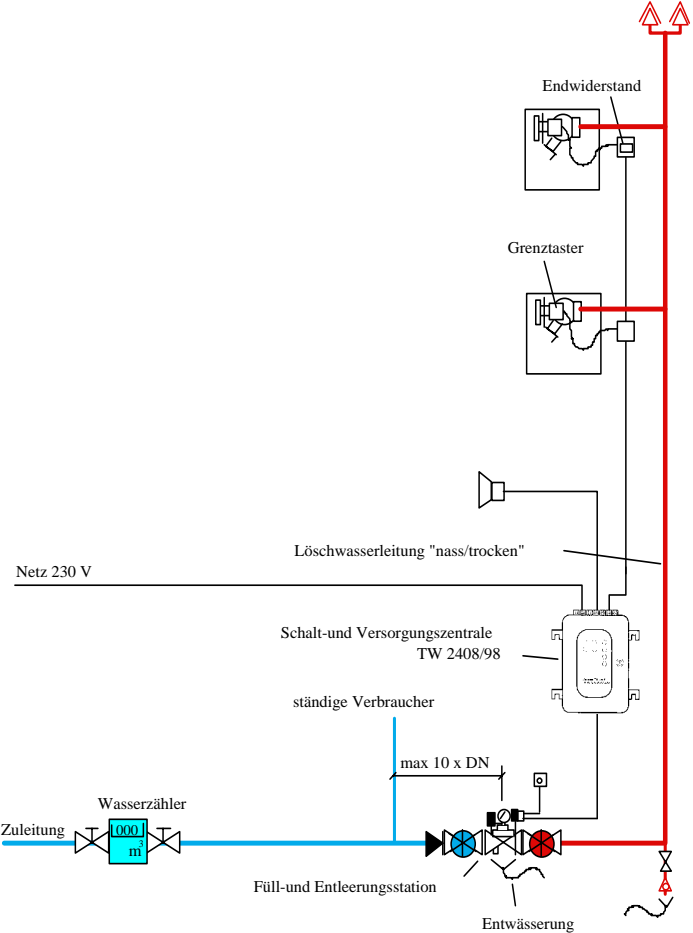 Endwiderstand
Grenztaster
Löschwasserleitung "nass/trocken"
Netz 230 V
Schalt-und Versorgungszentrale
TW 2408/98
ständige Verbraucher
max 10 x DN
Wasserzähler
Zuleitung
000
m³
Füll-und Entleerungsstation
Entwässerung